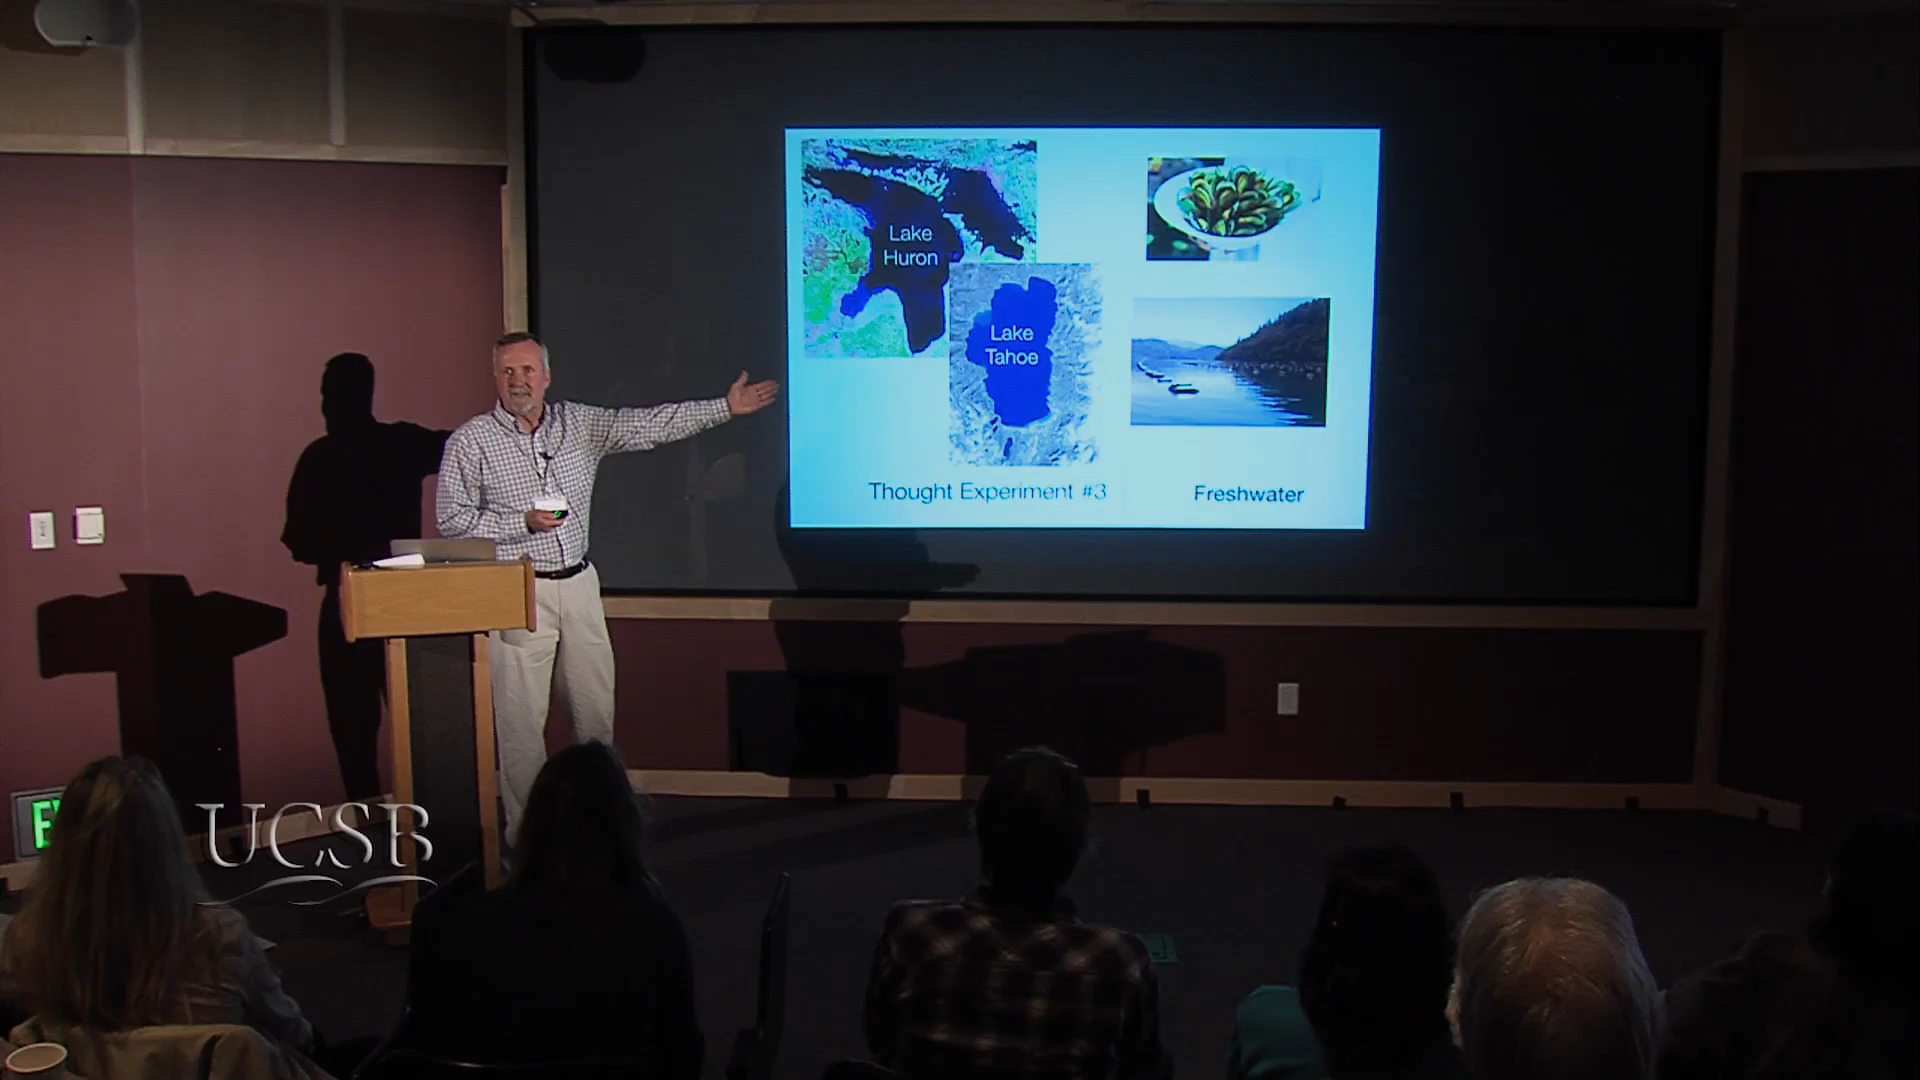 Lake
Huron
Lake
Tahoe
Thought Experiment #3
Freshwater
UCSB